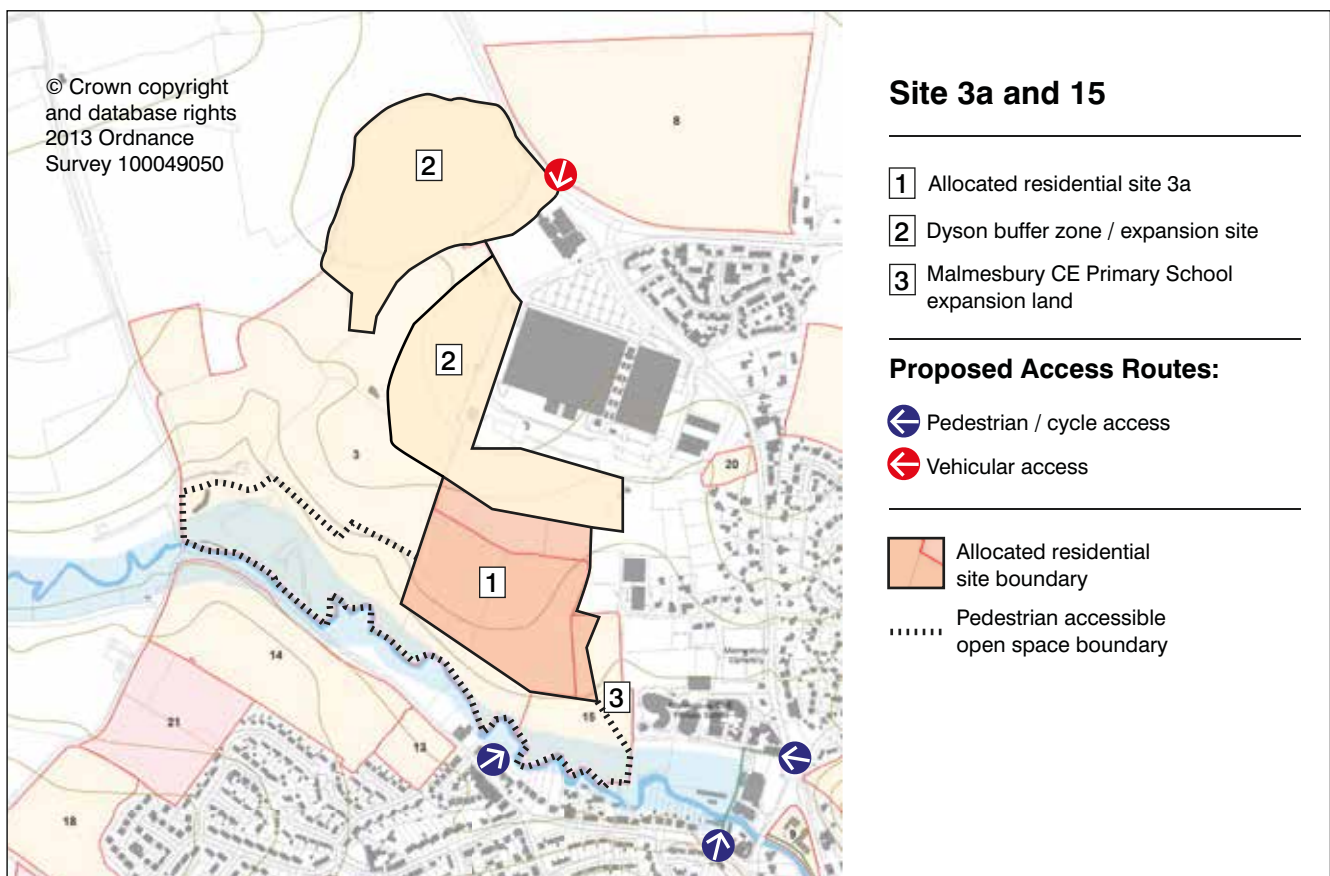 © Crown copyright
and database rights
2013 Ordnance
Survey 100049050
8
2
2
3
20
1
14
21
13
15
3
18
9
Site 3a and 15
1 Allocated residential site 3a
2 Dyson buffer zone / expansion site
3 Malmesbury CE Primary School
expansion land
Proposed Access Routes:
Pedestrian / cycle access
Vehicular access
Allocated residential
site boundary
Pedestrian accessible
open space boundary